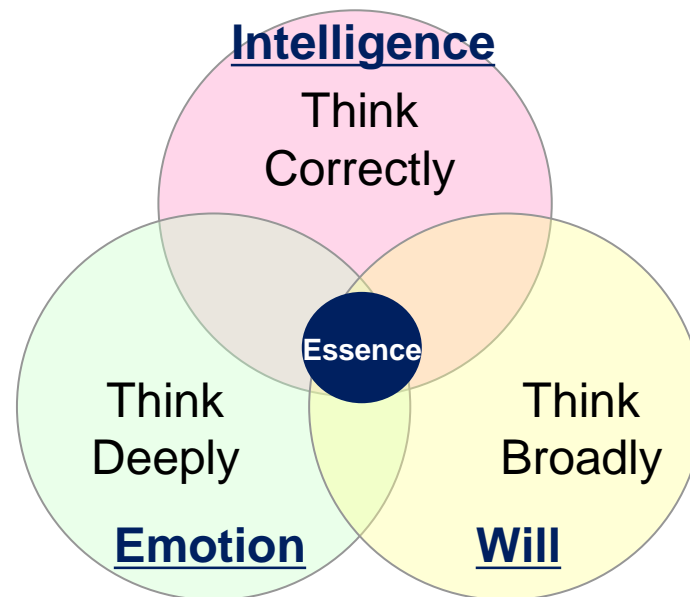 Intelligence
Think
Correctly
Essence
Think
Deeply
Think
Broadly
Emotion
Will